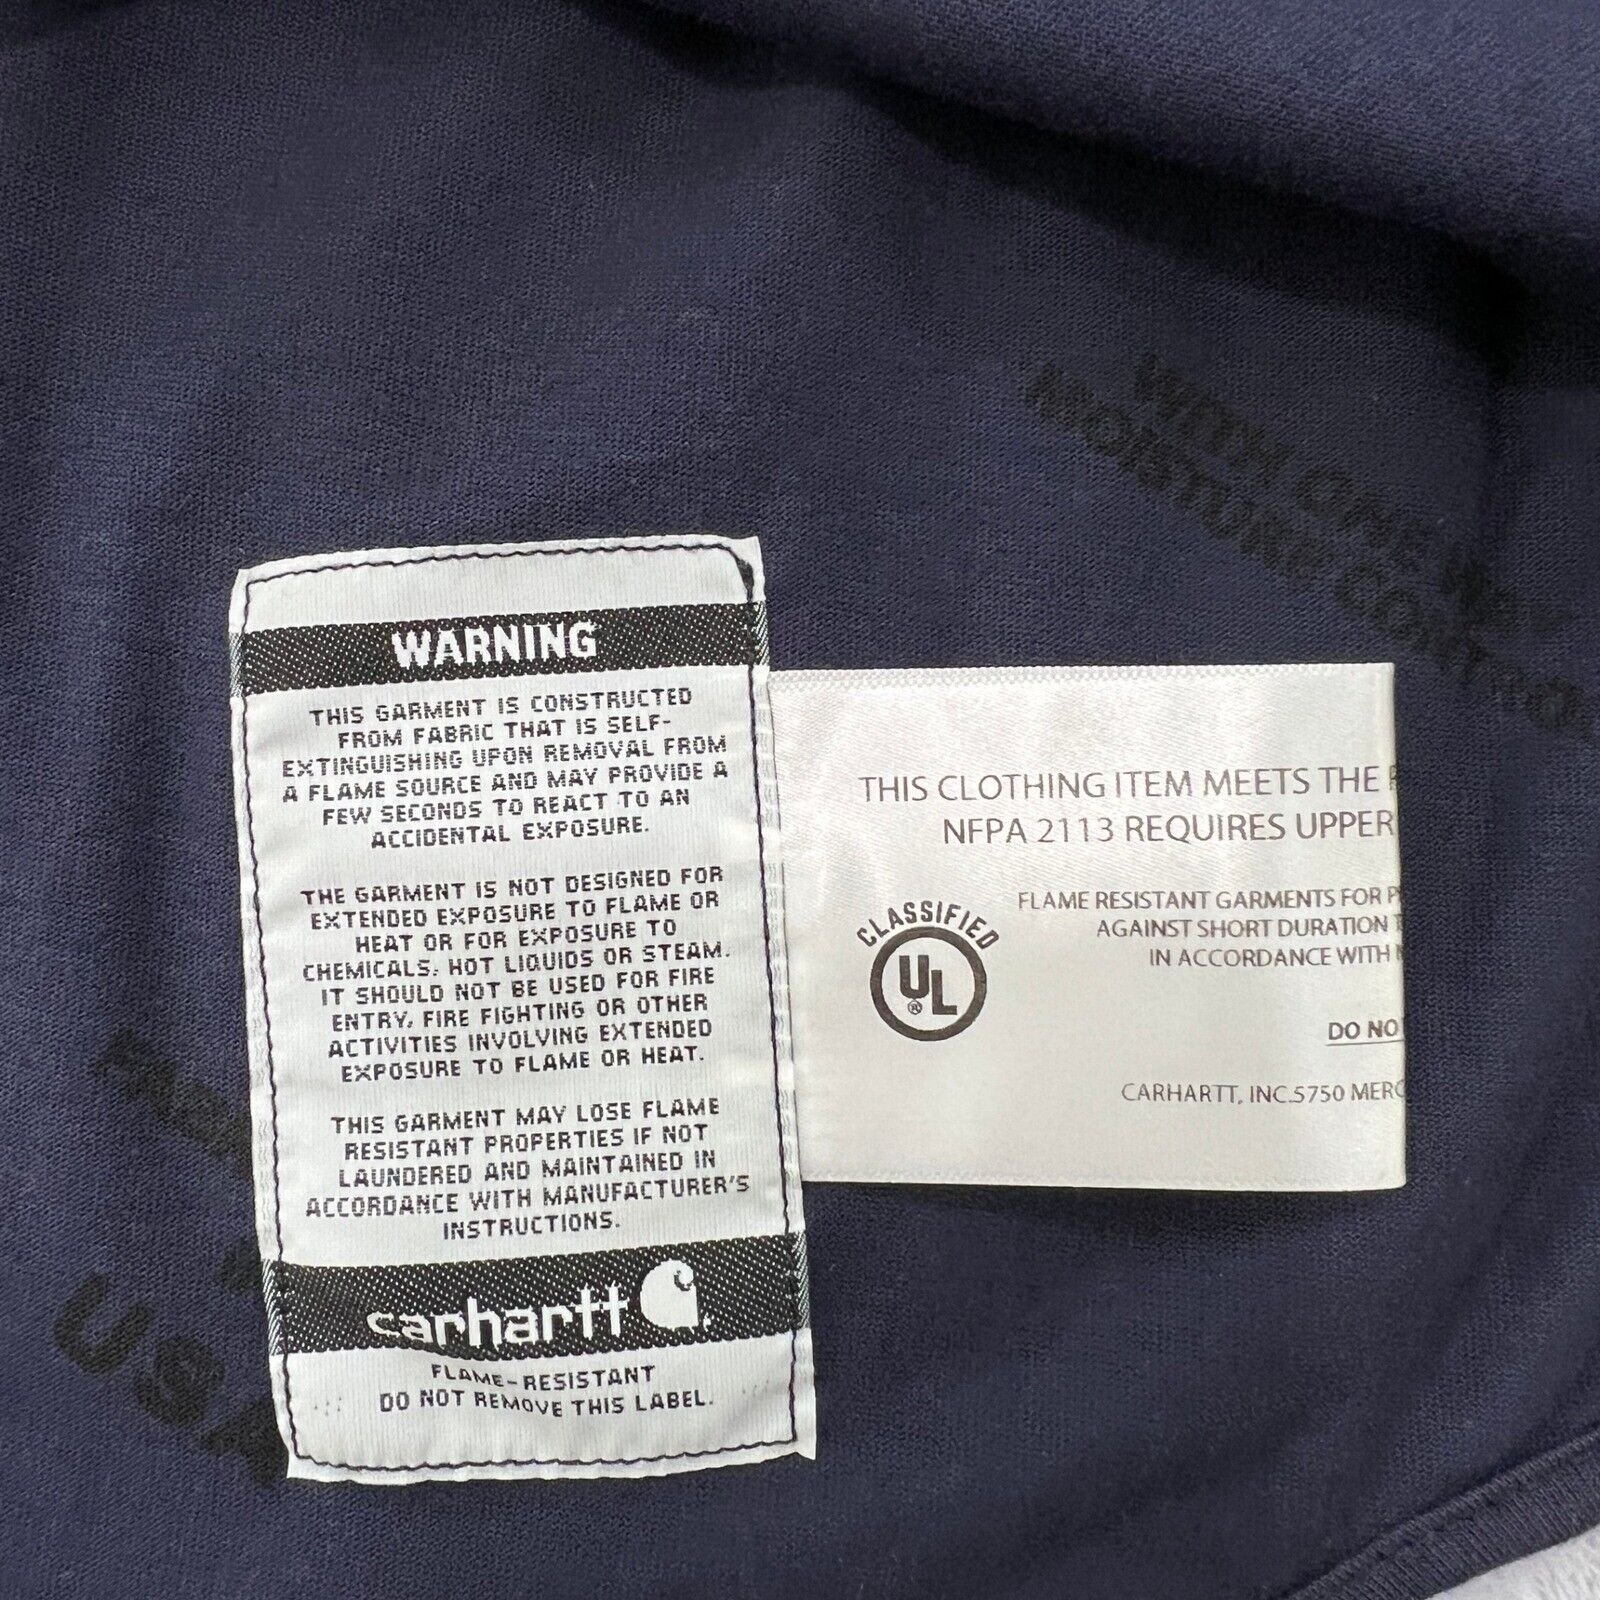 WARNING
THIS GARMENT IS CONSTRUCTED
FROM FABRIC THAT IS SELF-
EXTINGUISHING UPON REMOVAL FROM
A FLAME SOURCE AND MAY PROVIDE A
FEW SECONDS TO REACT TO AN
ACCIDENTAL EXPOSURE.
THE GARMENT IS NOT DESIGNED FOR
EXTENDED EXPOSURE TO FLAME OR
HEAT OR FOR EXPOSURE TO
CHEMICALS, HOT LIQUIDS OR STEAM.
IT SHOULD NOT BE USED FOR FIRE
ENTRY, FIRE FIGHTING OR OTHER
ACTIVITIES INVOLVING EXTENDED
EXPOSURE TO FLAME OR HEAT.
THIS GARMENT MAY LOSE FLAME
RESISTANT PROPERTIES IF NOT
LAUNDERED AND MAINTAINED IN
ACCORDANCE WITH MANUFACTURER'S
INSTRUCTIONS.
carhartt
FLAME-RESISTANT
DO NOT REMOVE THIS LABEL.
THIS CLOTHING ITEM MEETS THE
NFPA 2113 REQUIRES UPPER
FLAME RESISTANT GARMENTS FOR
AGAINST SHORT DURATION
IN ACCORDANCE WITH
CLASSIFIED
UL®
DO NO
CARHARTT, INC.5750 MERC
WITH ONE
MOISTURE CONTRO
USA